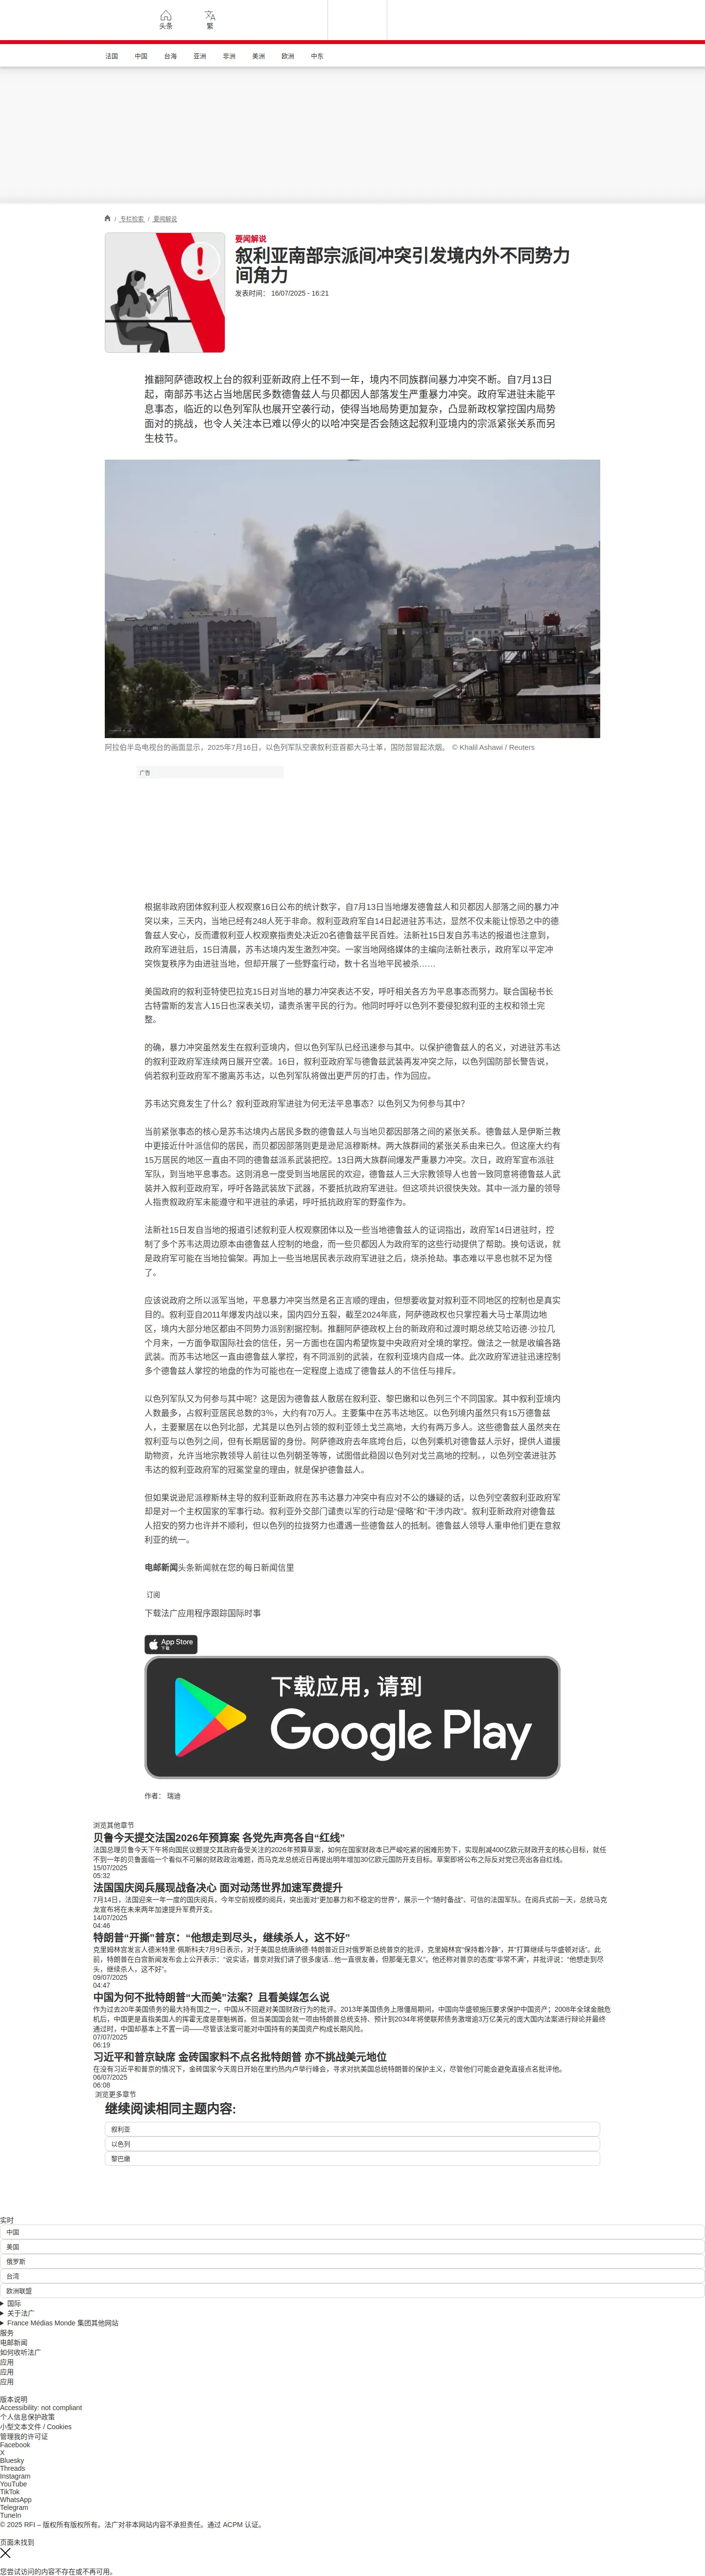 头条
繁
法国 中国 台海 亚洲 非洲 美洲 欧洲 中东
/ 专栏检索 / 要闻解说
要闻解说
叙利亚南部宗派间冲突引发境内外不同势力
间角力
发表时间： 16/07/2025 - 16:21
推翻阿萨德政权上台的叙利亚新政府上任不到一年，境内不同族群间暴力冲突不断。自7月13日
起，南部苏韦达占当地居民多数德鲁兹人与贝都因人部落发生严重暴力冲突。政府军进驻未能平
息事态，临近的以色列军队也展开空袭行动，使得当地局势更加复杂，凸显新政权掌控国内局势
面对的挑战，也令人关注本已难以停火的以哈冲突是否会随这起叙利亚境内的宗派紧张关系而另
生枝节。
阿拉伯半岛电视台的画面显示，2025年7月16日，以色列军队空袭叙利亚首都大马士革，国防部冒起浓烟。 © Khalil Ashawi / Reuters
广告
根据非政府团体叙利亚人权观察16日公布的统计数字，自7月13日当地爆发德鲁兹人和贝都因人部落之间的暴力冲
突以来，三天内，当地已经有248人死于非命。叙利亚政府军自14日起进驻苏韦达，显然不仅未能让惊恐之中的德
鲁兹人安心，反而遭叙利亚人权观察指责处决近20名德鲁兹平民百姓。法新社15日发自苏韦达的报道也注意到，
政府军进驻后，15日清晨，苏韦达境内发生激烈冲突。一家当地网络媒体的主编向法新社表示，政府军以平定冲
突恢复秩序为由进驻当地，但却开展了一些野蛮行动，数十名当地平民被杀……
美国政府的叙利亚特使巴拉克15日对当地的暴力冲突表达不安，呼吁相关各方为平息事态而努力。联合国秘书长
古特雷斯的发言人15日也深表关切，谴责杀害平民的行为。他同时呼吁以色列不要侵犯叙利亚的主权和领土完
整。
的确，暴力冲突虽然发生在叙利亚境内，但以色列军队已经迅速参与其中。以保护德鲁兹人的名义，对进驻苏韦达
的叙利亚政府军连续两日展开空袭。16日，叙利亚政府军与德鲁兹武装再发冲突之际，以色列国防部长警告说，
倘若叙利亚政府军不撤离苏韦达，以色列军队将做出更严厉的打击，作为回应。
苏韦达究竟发生了什么？叙利亚政府军进驻为何无法平息事态？以色列又为何参与其中？
当前紧张事态的核心是苏韦达境内占居民多数的德鲁兹人与当地贝都因部落之间的紧张关系。德鲁兹人是伊斯兰教
中更接近什叶派信仰的居民，而贝都因部落则更是逊尼派穆斯林。两大族群间的紧张关系由来已久。但这座大约有
15万居民的地区一直由不同的德鲁兹派系武装把控。13日两大族群间爆发严重暴力冲突。次日，政府军宣布派驻
军队，到当地平息事态。这则消息一度受到当地居民的欢迎，德鲁兹人三大宗教领导人也曾一致同意将德鲁兹人武
装并入叙利亚政府军，呼吁各路武装放下武器，不要抵抗政府军进驻。但这项共识很快失效。其中一派力量的领导
人指责叙政府军未能遵守和平进驻的承诺，呼吁抵抗政府军的野蛮作为。
法新社15日发自当地的报道引述叙利亚人权观察团体以及一些当地德鲁兹人的证词指出，政府军14日进驻时，控
制了多个苏韦达周边原本由德鲁兹人控制的地盘，而一些贝都因人为政府军的这些行动提供了帮助。换句话说，就
是政府军可能在当地拉偏架。再加上一些当地居民表示政府军进驻之后，烧杀抢劫。事态难以平息也就不足为怪
了。
应该说政府之所以派军当地，平息暴力冲突当然是名正言顺的理由，但想要收复对叙利亚不同地区的控制也是真实
目的。叙利亚自2011年爆发内战以来，国内四分五裂，截至2024年底，阿萨德政权也只掌控着大马士革周边地
区，境内大部分地区都由不同势力派别割据控制。推翻阿萨德政权上台的新政府和过渡时期总统艾哈迈德·沙拉几
个月来，一方面争取国际社会的信任，另一方面也在国内希望恢复中央政府对全境的掌控。做法之一就是收编各路
武装。而苏韦达地区一直由德鲁兹人掌控，有不同派别的武装，在叙利亚境内自成一体。此次政府军进驻迅速控制
多个德鲁兹人掌控的地盘的作为可能也在一定程度上造成了德鲁兹人的不信任与排斥。
以色列军队又为何参与其中呢？这是因为德鲁兹人散居在叙利亚、黎巴嫩和以色列三个不同国家。其中叙利亚境内
人数最多，占叙利亚居民总数的3%，大约有70万人。主要集中在苏韦达地区。以色列境内虽然只有15万德鲁兹
人，主要聚居在以色列北部，尤其是以色列占领的叙利亚领土戈兰高地，大约有两万多人。这些德鲁兹人虽然夹在
叙利亚与以色列之间，但有长期居留的身份。阿萨德政府去年底垮台后，以色列乘机对德鲁兹人示好，提供人道援
助物资，允许当地宗教领导人前往以色列朝圣等等，试图借此稳固以色列对戈兰高地的控制。，以色列空袭进驻苏
韦达的叙利亚政府军的冠冕堂皇的理由，就是保护德鲁兹人。
但如果说逊尼派穆斯林主导的叙利亚新政府在苏韦达暴力冲突中有应对不公的嫌疑的话，以色列空袭叙利亚政府军
却是对一个主权国家的军事行动。叙利亚外交部门谴责以军的行动是“侵略”和“干涉内政”。叙利亚新政府对德鲁兹
人招安的努力也许并不顺利，但以色列的拉拢努力也遭遇一些德鲁兹人的抵制。德鲁兹人领导人重申他们更在意叙
利亚的统一。
电邮新闻头条新闻就在您的每日新闻信里
订阅
下载法广应用程序跟踪国际时事
App Store
下载
下载应用，请到
Google Play
作者： 瑞迪
浏览其他章节
贝鲁今天提交法国2026年预算案 各党先声亮各自“红线”
法国总理贝鲁今天下午将向国民议题提交其政府备受关注的2026年预算草案，如何在国家财政本已严峻吃紧的困难形势下，实现削减400亿欧元财政开支的核心目标，就任
不到一年的贝鲁面临一个看似不可解的财政政治难题，而马克龙总统近日再提出明年增加30亿欧元国防开支目标。草案即将公布之际反对党已亮出各自红线。
15/07/2025
05:32
法国国庆阅兵展现战备决心 面对动荡世界加速军费提升
7月14日，法国迎来一年一度的国庆阅兵，今年空前规模的阅兵，突出面对“更加暴力和不稳定的世界”，展示一个“随时备战”、可信的法国军队。在阅兵式前一天，总统马克
龙宣布将在未来两年加速提升军费开支。
14/07/2025
04:46
特朗普“开撕”普京：“他想走到尽头，继续杀人，这不好”
克里姆林宫发言人德米特里·佩斯科夫7月9日表示，对于美国总统唐纳德·特朗普近日对俄罗斯总统普京的批评，克里姆林宫“保持着冷静”，并“打算继续与华盛顿对话”。此
前，特朗普在白宫新闻发布会上公开表示：“说实话，普京对我们讲了很多废话...他一直很友善，但那毫无意义”。他还称对普京的态度“非常不满”，并批评说：“他想走到尽
头，继续杀人，这不好”。
09/07/2025
04:47
中国为何不批特朗普“大而美”法案？且看美媒怎么说
作为过去20年美国债务的最大持有国之一，中国从不回避对美国财政行为的批评。2013年美国债务上限僵局期间，中国向华盛顿施压要求保护中国资产；2008年全球金融危
机后，中国更是直指美国人的挥霍无度是罪魁祸首。但当美国国会就一项由特朗普总统支持、预计到2034年将使联邦债务激增逾3万亿美元的庞大国内法案进行辩论并最终
通过时，中国却基本上不置一词——尽管该法案可能对中国持有的美国资产构成长期风险。
07/07/2025
06:19
习近平和普京缺席 金砖国家料不点名批特朗普 亦不挑战美元地位
在没有习近平和普京的情况下，金砖国家今天周日开始在里约热内卢举行峰会，寻求对抗美国总统特朗普的保护主义，尽管他们可能会避免直接点名批评他。
06/07/2025
06:08
浏览更多章节
继续阅读相同主题内容:
叙利亚
以色列
黎巴嫩
实时
中国
美国
俄罗斯
台湾
欧洲联盟
国际
关于法广
France Médias Monde 集团其他网站
服务
电邮新闻
如何收听法广
应用
应用
应用
版本说明
Accessibility: not compliant
个人信息保护政策
小型文本文件 / Cookies
管理我的许可证
Facebook
X
Bluesky
Threads
Instagram
YouTube
TikTok
WhatsApp
Telegram
TuneIn
© 2025 RFI – 版权所有版权所有。法广对非本网站内容不承担责任。通过 ACPM 认证。
页面未找到
您尝试访问的内容不存在或不再可用。